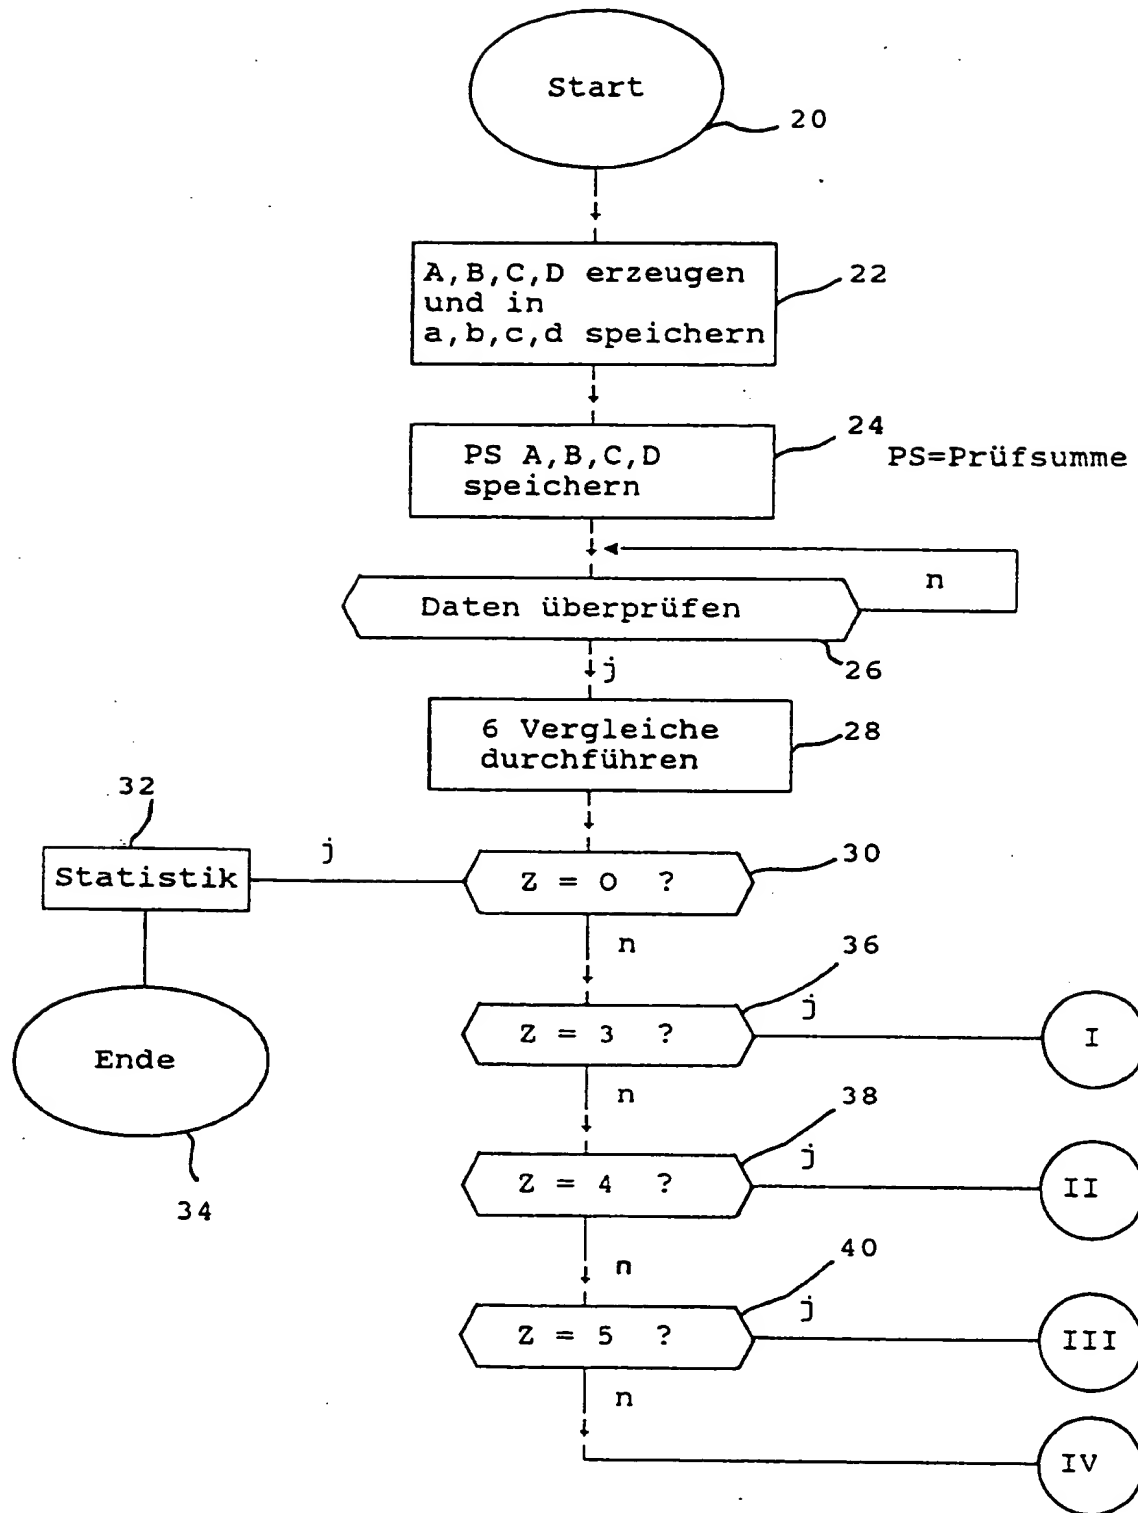 Start
20
A,B,C,D erzeugen
und in
a,b,c,d speichern
22
PS A,B,C,D
speichern
24
PS=Prüfsumme
n
Daten überprüfen
26
j
6 Vergleiche
durchführen
28
32
Statistik
j
Z = O ?
30
n
36
Ende
34
Z = 3 ?
j
I
n
38
Z = 4 ?
j
II
n
40
Z = 5 ?
j
III
n
IV